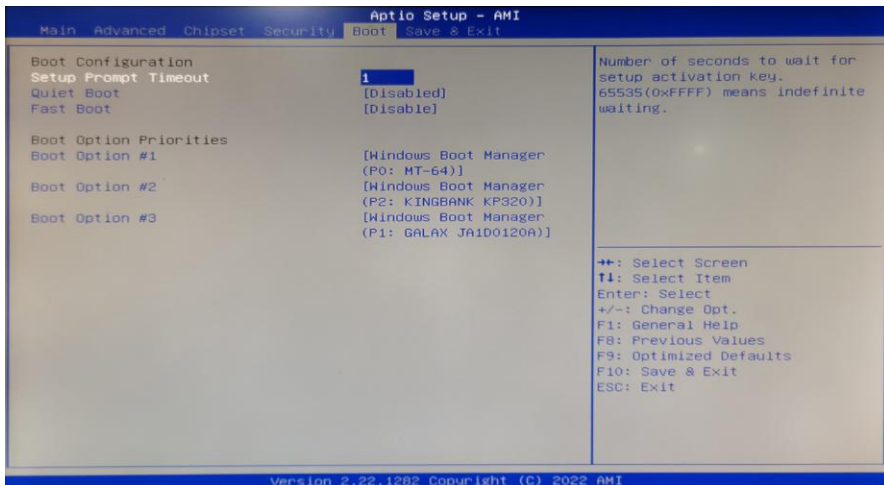 Aptio Setup - AMI
Main Advanced Chipset Security Boot Save & Exit
Boot Configuration
Setup Prompt Timeout 1
Quiet Boot [Disabled]
Fast Boot [Disable]
Boot Option Priorities
Boot Option #1 [Windows Boot Manager
(P0: MT-64)]
Boot Option #2 [Windows Boot Manager
(P2: KINGBANK KP320)]
Boot Option #3 [Windows Boot Manager
(P1: GALAX JA1D0120A)]
Number of seconds to wait for
setup activation key.
65535(0xFFFF) means indefinite
waiting.
→←: Select Screen
↑↓: Select Item
Enter: Select
+/-: Change Opt.
F1: General Help
F8: Previous Values
F9: Optimized Defaults
F10: Save & Exit
ESC: Exit
Version 2.22.1282 Copyright (C) 2022 AMI